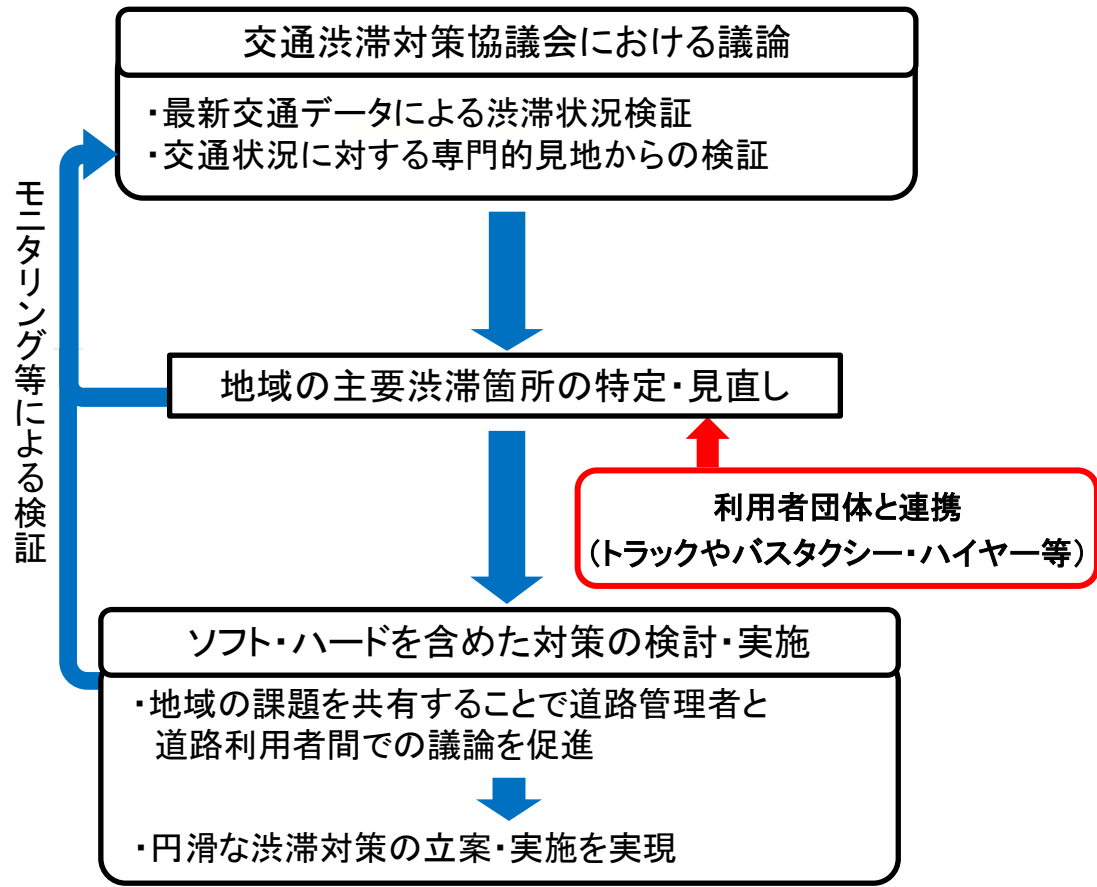 交通渋滞対策協議会における議論
・最新交通データによる渋滞状況検証
・交通状況に対する専門的見地からの検証
モニタリング等による検証
地域の主要渋滞箇所の特定・見直し
利用者団体と連携
（トラックやバスタクシー・ハイヤー等）
ソフト・ハードを含めた対策の検討・実施
・地域の課題を共有することで道路管理者と
道路利用者間での議論を促進
・円滑な渋滞対策の立案・実施を実現